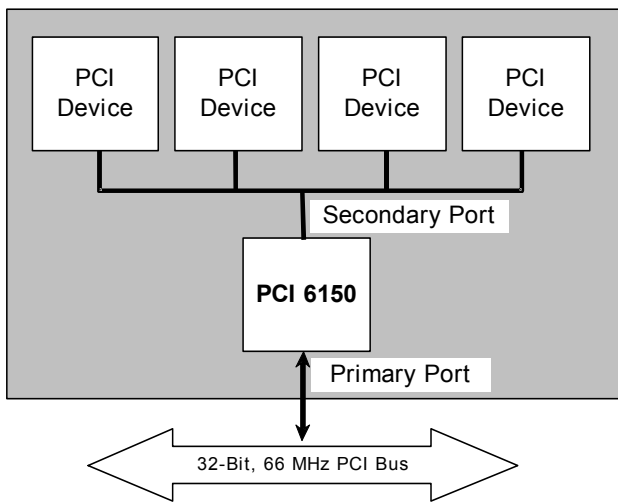 PCI
Device
PCI
Device
PCI
Device
PCI
Device
Secondary Port
PCI 6150
Primary Port
32-Bit, 66 MHz PCI Bus